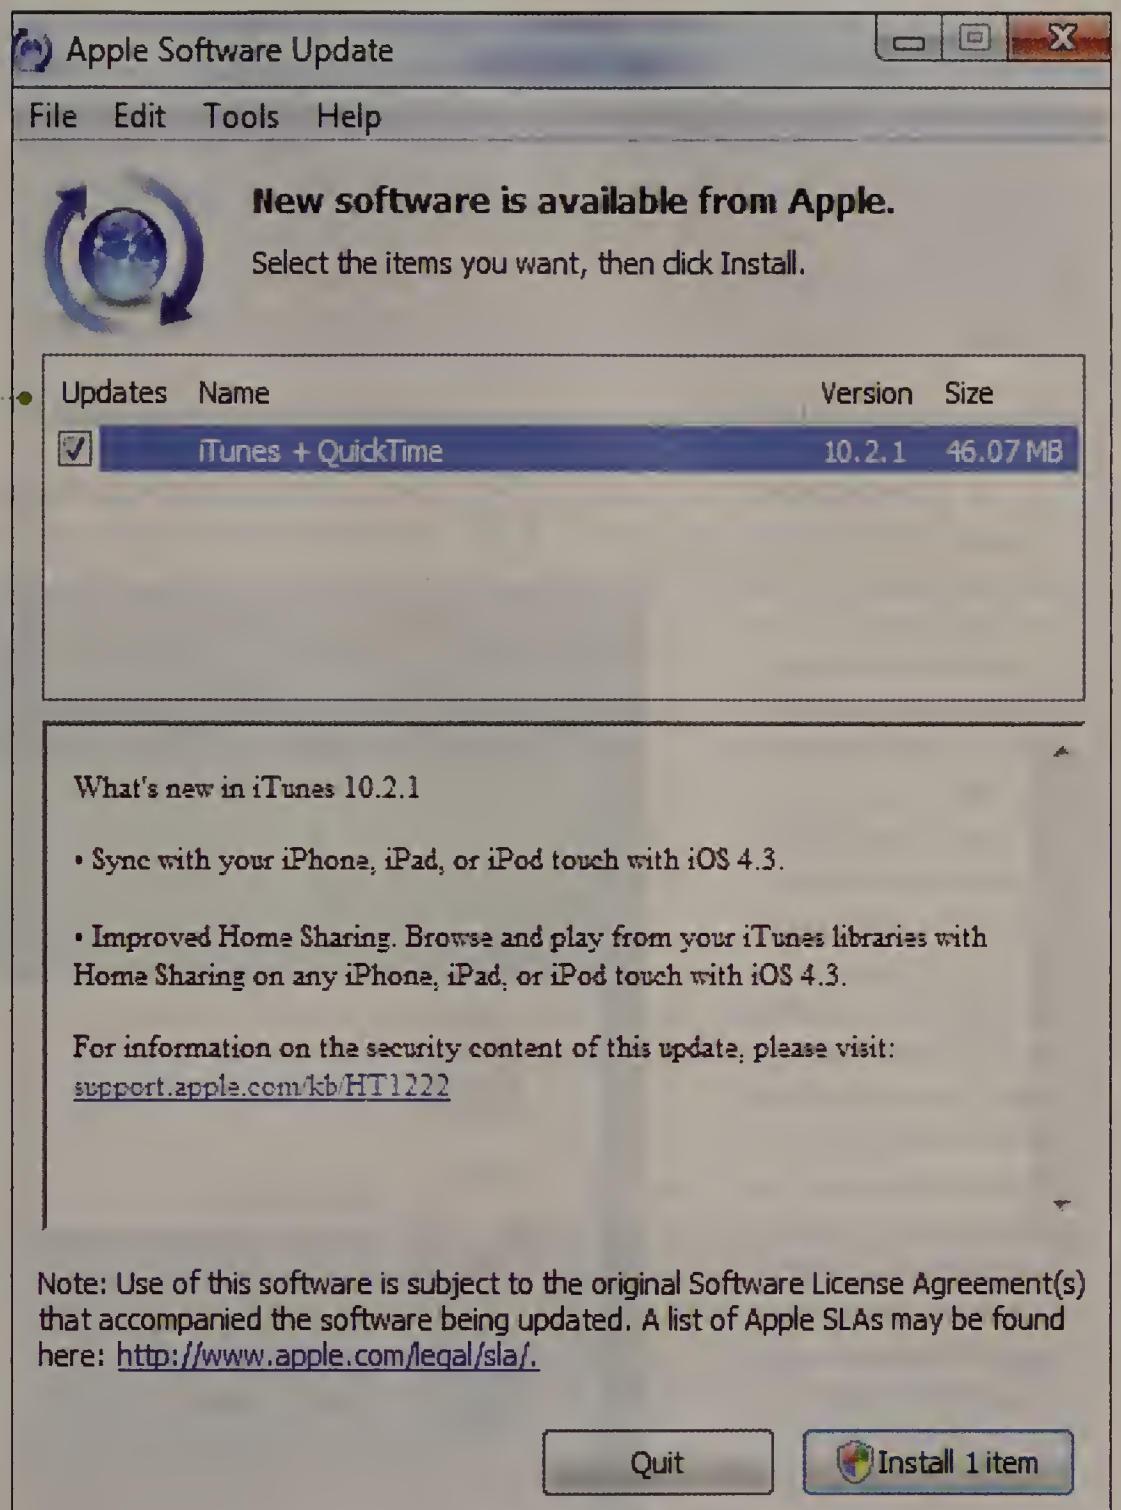 Apple Software Update
File Edit Tools Help
New software is available from Apple.
Select the items you want, then click Install.
Updates Name Version Size
iTunes + QuickTime 10.2.1 46.07 MB
What's new in iTunes 10.2.1
• Sync with your iPhone, iPad, or iPod touch with iOS 4.3.
• Improved Home Sharing. Browse and play from your iTunes libraries with
Home Sharing on any iPhone, iPad, or iPod touch with iOS 4.3.
For information on the security content of this update, please visit:
support.apple.com/kb/HT1222
Note: Use of this software is subject to the original Software License Agreement(s)
that accompanied the software being updated. A list of Apple SLAs may be found
here: http://www.apple.com/legal/sla/.
Quit Install 1 item